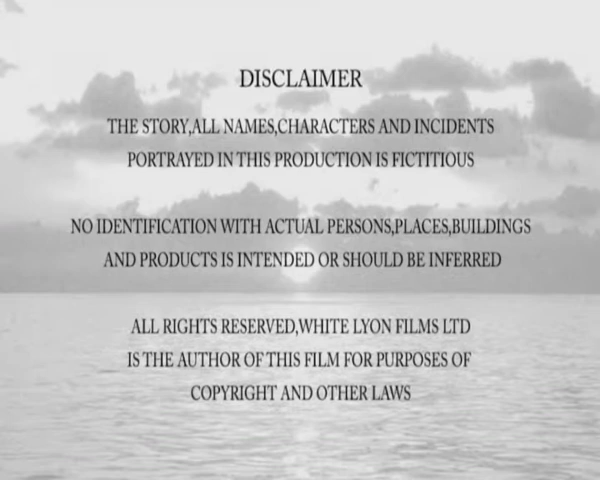 DISCLAIMER
THE STORY,ALL NAMES,CHARACTERS AND INCIDENTS
PORTRAYED IN THIS PRODUCTION IS FICTITIOUS
NO IDENTIFICATION WITH ACTUAL PERSONS,PLACES,BUILDINGS
AND PRODUCTS IS INTENDED OR SHOULD BE INFERRED
ALL RIGHTS RESERVED,WHITE LYON FILMS LTD
IS THE AUTHOR OF THIS FILM FOR PURPOSES OF
COPYRIGHT AND OTHER LAWS